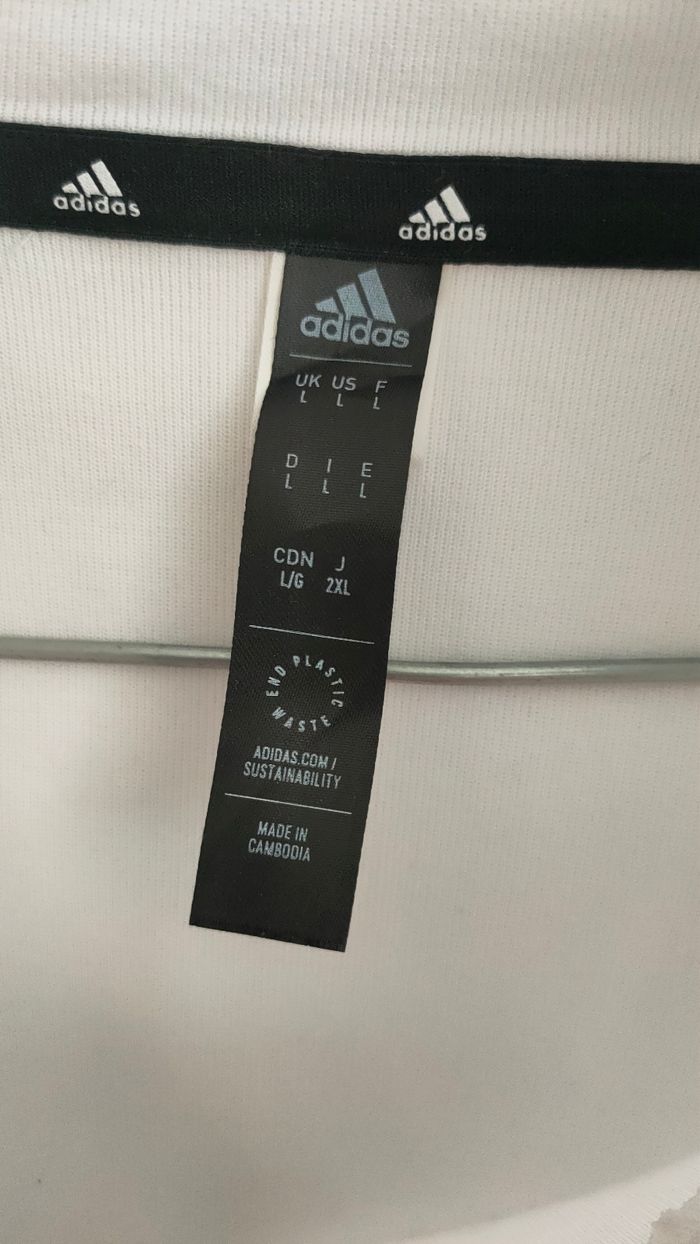 adidas
adidas
adidas
UK US F
L L L
D I E
L L L
CDN J
L/G 2XL
END PLASTIC WASTE
ADIDAS.COM /
SUSTAINABILITY
MADE IN
CAMBODIA